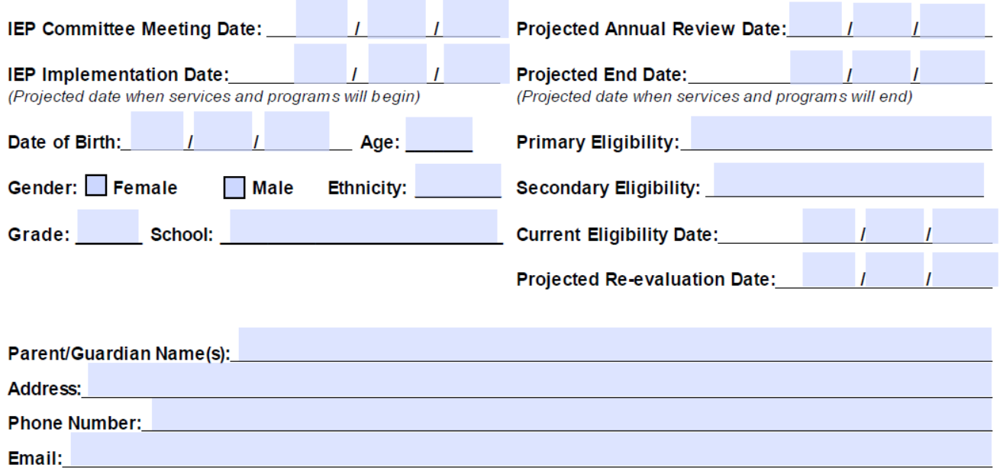 IEP Committee Meeting Date: / / Projected Annual Review Date: / /
IEP Implementation Date: / / Projected End Date: / /
(Projected date when services and programs will begin) (Projected date when services and programs will end)
Date of Birth: / / Age: Primary Eligibility:
Gender: Female Male Ethnicity: Secondary Eligibility:
Grade: School: Current Eligibility Date: / /
Projected Re-evaluation Date: / /
Parent/Guardian Name(s):
Address:
Phone Number:
Email: